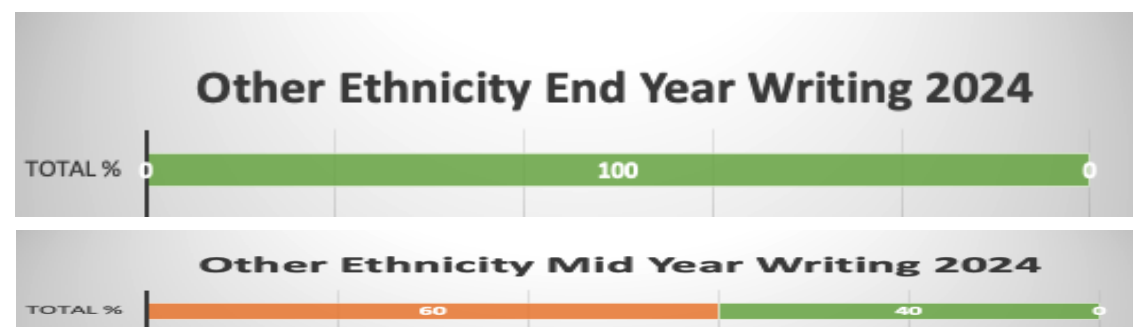 Other Ethnicity End Year Writing 2024
TOTAL % 0 100 0
Other Ethnicity Mid Year Writing 2024
TOTAL % 60 40 0